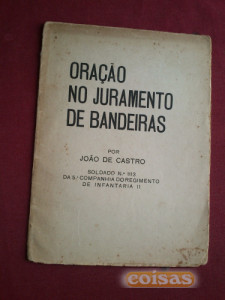 ORAÇÃO
NO JURAMENTO
DE BANDEIRAS
POR
JOÃO DE CASTRO
SOLDADO N.º 313
DA 5.ª COMPANHIA DO REGIMENTO
DE INFANTARIA 11
coisas